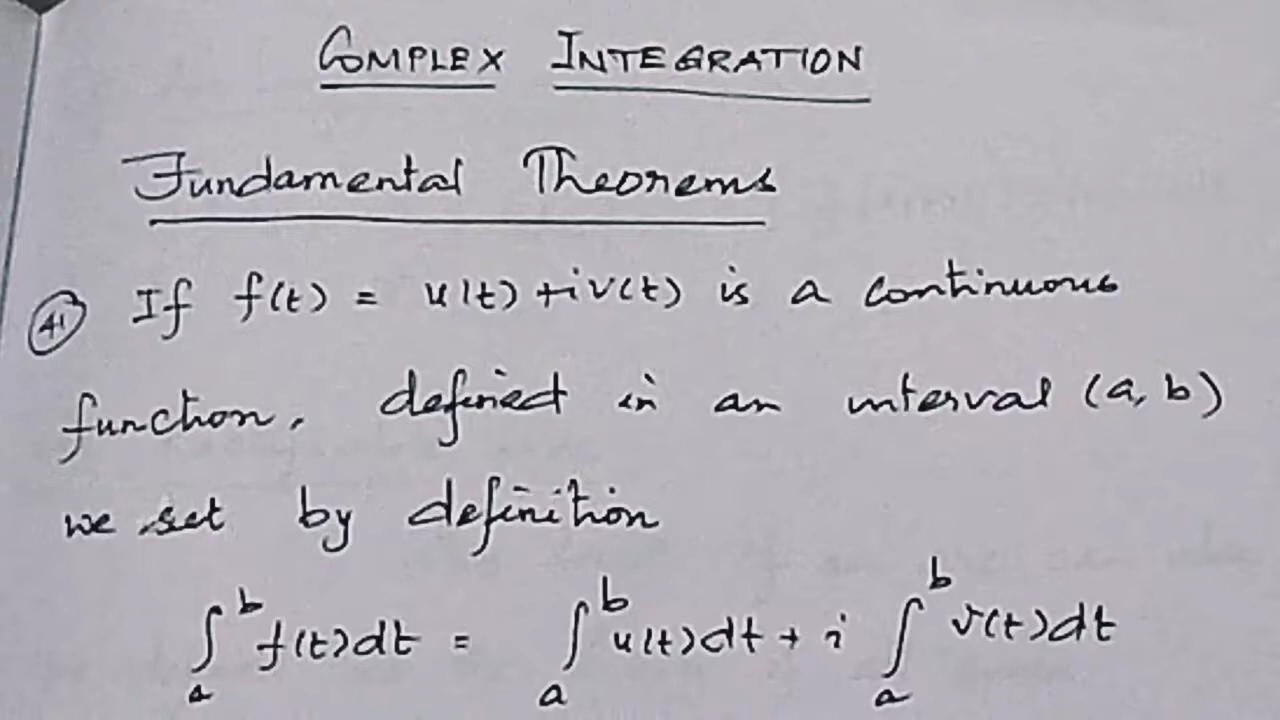 COMPLEX INTEGRATION
Fundamental Theorems
41 If f(t) = u(t) + iv(t) is a continuous
function, defined in an interval (a, b)
we set by definition
∫_a^b f(t)dt = ∫_a^b u(t)dt + i ∫_a^b v(t)dt